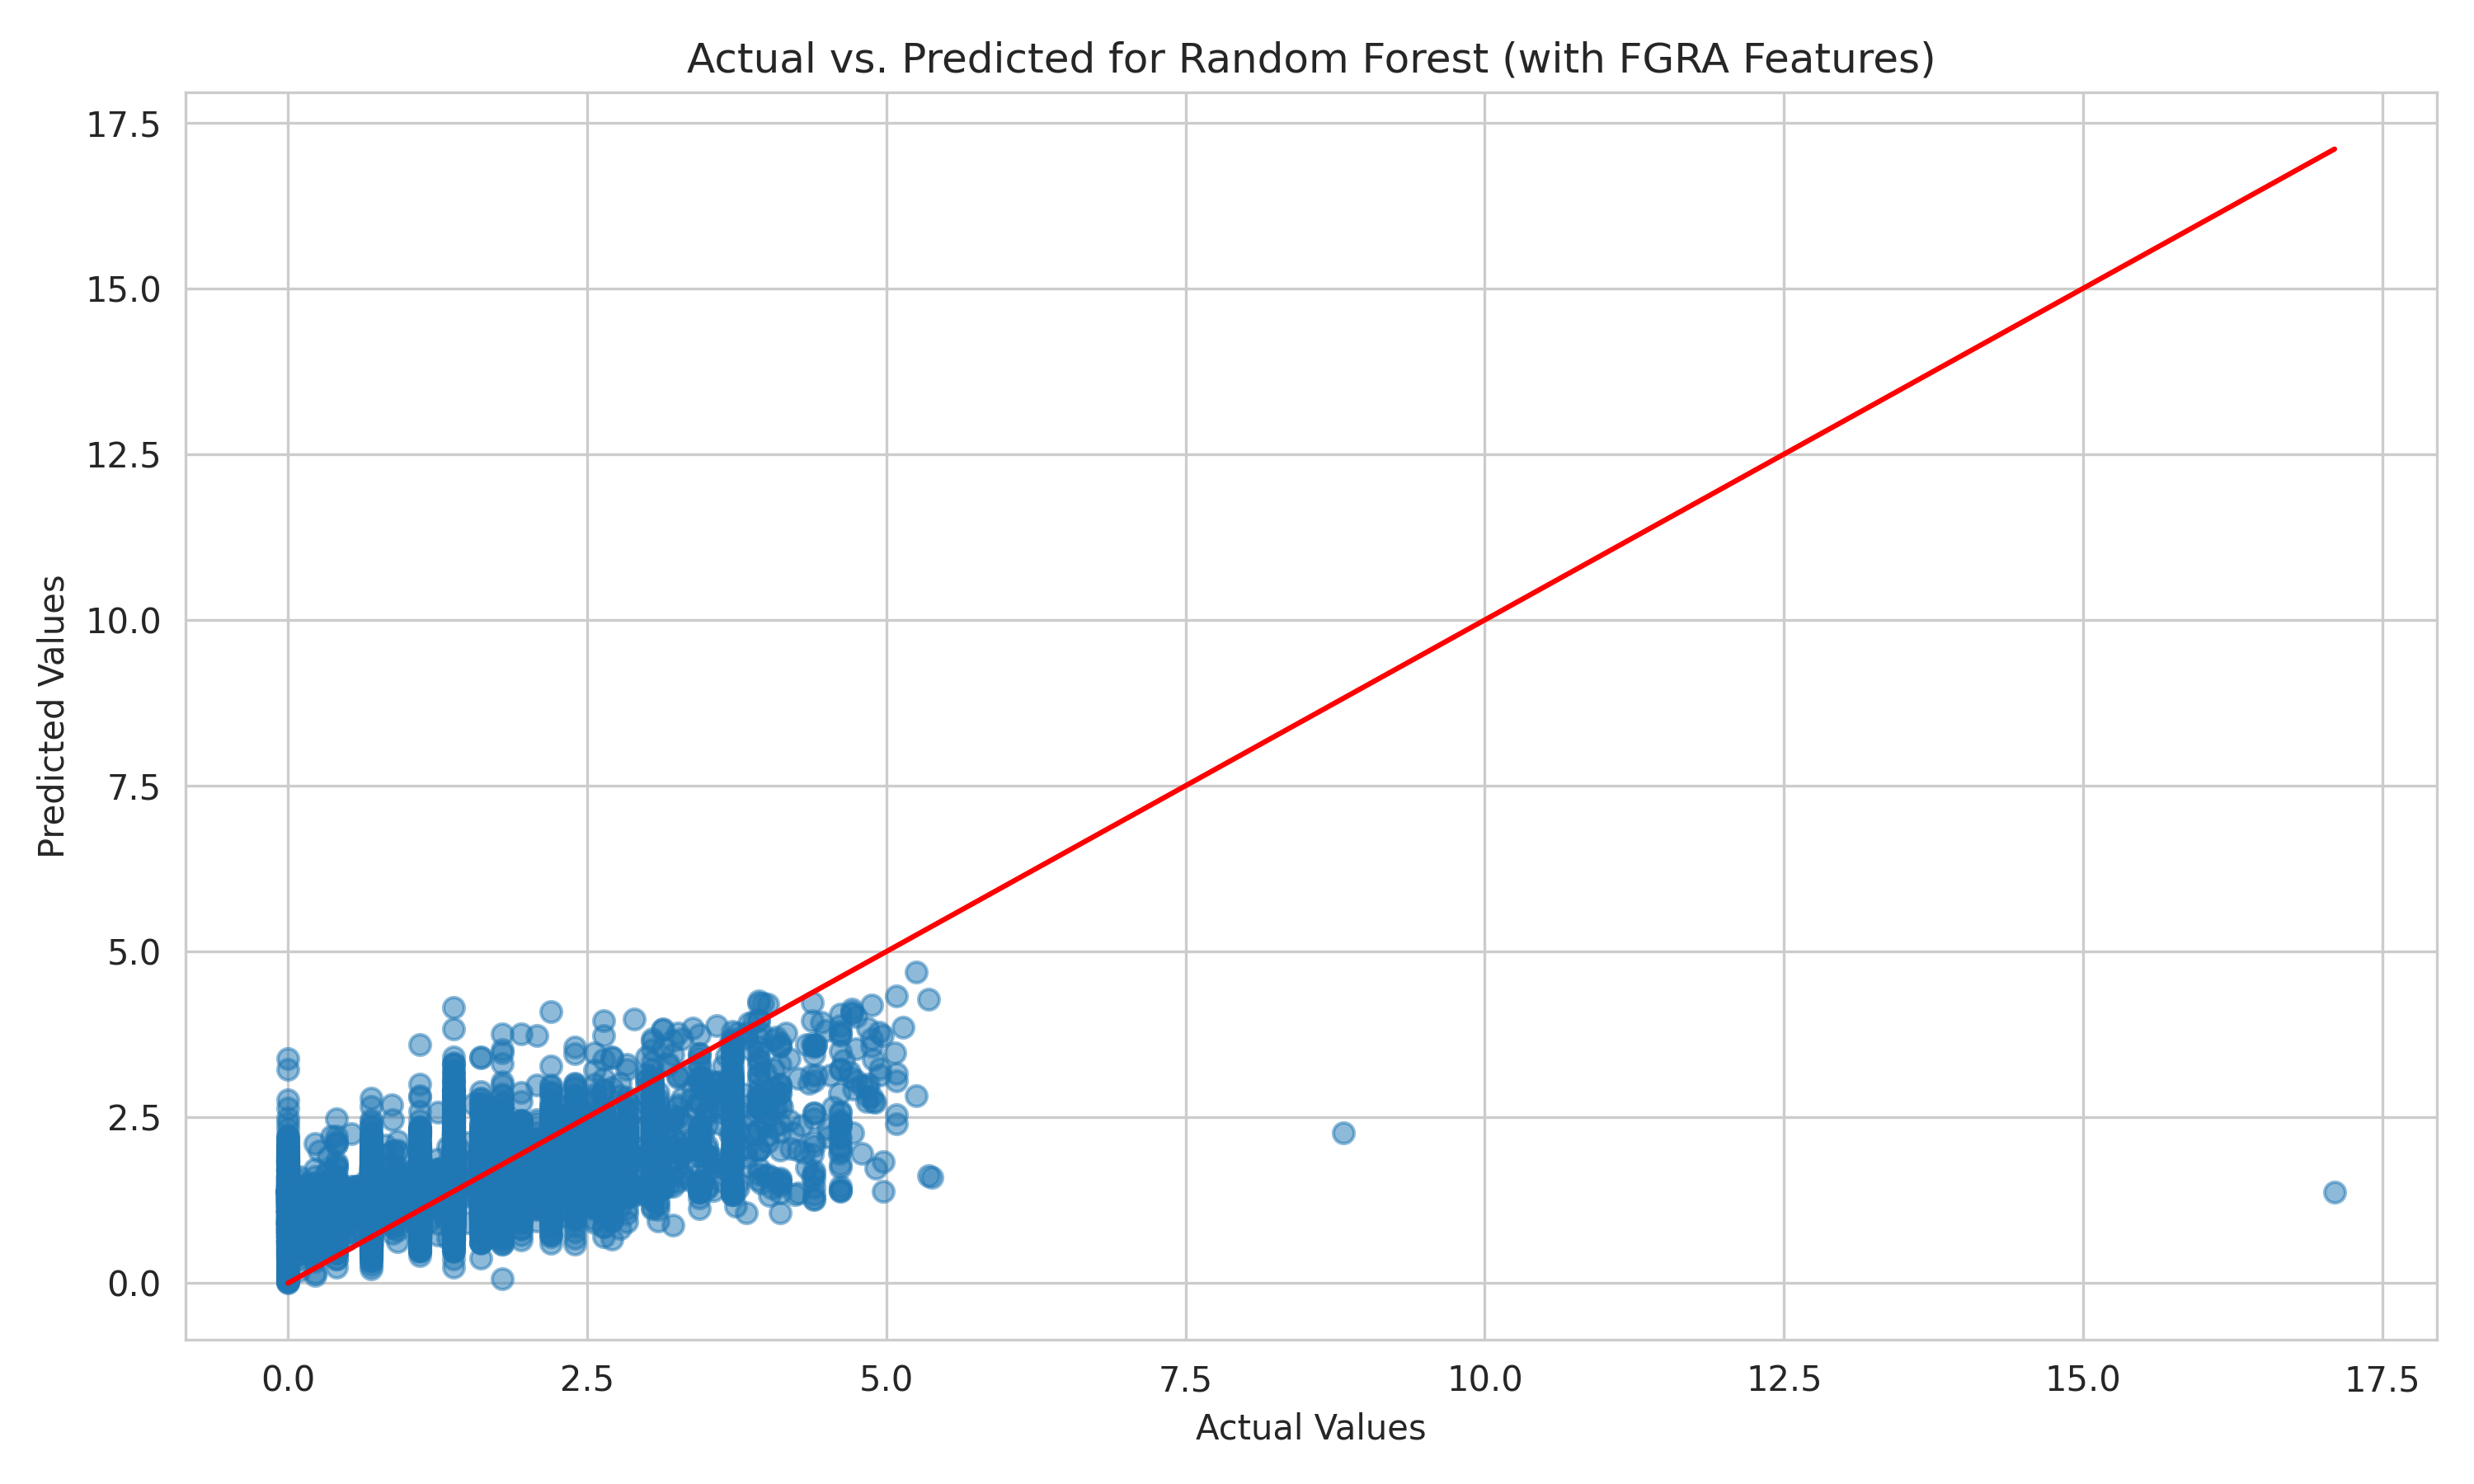 Actual vs. Predicted for Random Forest (with FGRA Features)
17.5
15.0
12.5
10.0
7.5
5.0
2.5
0.0
Predicted Values
0.0 2.5 5.0 7.5 10.0 12.5 15.0 17.5
Actual Values